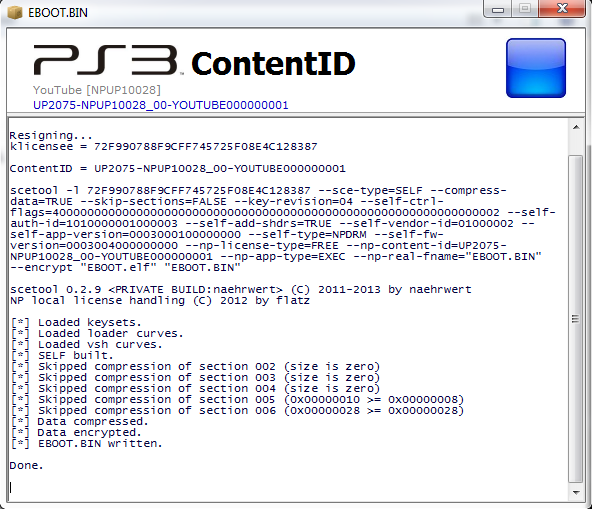 EBOOT.BIN
PS3™ ContentID
YouTube [NPUP10028]
UP2075-NPUP10028_00-YOUTUBE000000001
Resigning...
klicensee = 72F990788F9CFF745725F08E4C128387
ContentID = UP2075-NPUP10028_00-YOUTUBE000000001
scetool -l 72F990788F9CFF745725F08E4C128387 --sce-type=SELF --compress-
data=TRUE --skip-sections=FALSE --key-revision=04 --self-ctrl-
flags=4000000000000000000000000000000000000000000000000000000000000002 --self-
auth-id=1010000001000003 --self-add-shdrs=TRUE --self-vendor-id=01000002 --
self-app-version=0003000100000000 --self-type=NPDRM --self-fw-
version=0003004000000000 --np-license-type=FREE --np-content-id=UP2075-
NPUP10028_00-YOUTUBE000000001 --np-app-type=EXEC --np-real-fname="EBOOT.BIN"
--encrypt "EBOOT.elf" "EBOOT.BIN"
scetool 0.2.9 <PRIVATE BUILD:naehrwert> (C) 2011-2013 by naehrwert
NP local license handling (C) 2012 by flatz
[*] Loaded keysets.
[*] Loaded loader curves.
[*] Loaded vsh curves.
[*] SELF built.
[*] Skipped compression of section 002 (size is zero)
[*] Skipped compression of section 003 (size is zero)
[*] Skipped compression of section 004 (size is zero)
[*] Skipped compression of section 005 (0x00000010 >= 0x00000008)
[*] Skipped compression of section 006 (0x00000028 >= 0x00000028)
[*] Data compressed.
[*] Data encrypted.
[*] EBOOT.BIN written.
Done.